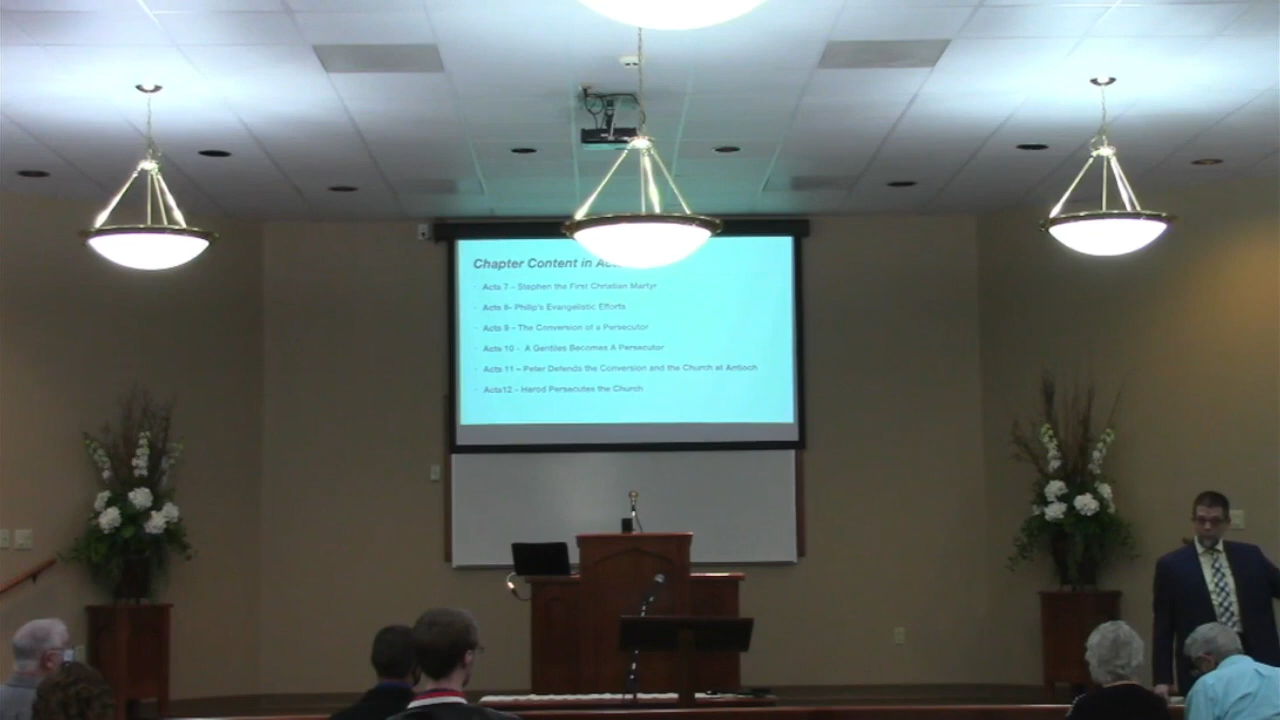 Chapter Content in
Acts 7 – Stephen the First Christian Martyr
Acts 8– Philip's Evangelistic Efforts
Acts 9 – The Conversion of a Persecutor
Acts 10 - A Gentiles Becomes A Persecutor
Acts 11 – Peter Defends the Conversion and the Church at Antioch
Acts12 – Herod Persecutes the Church